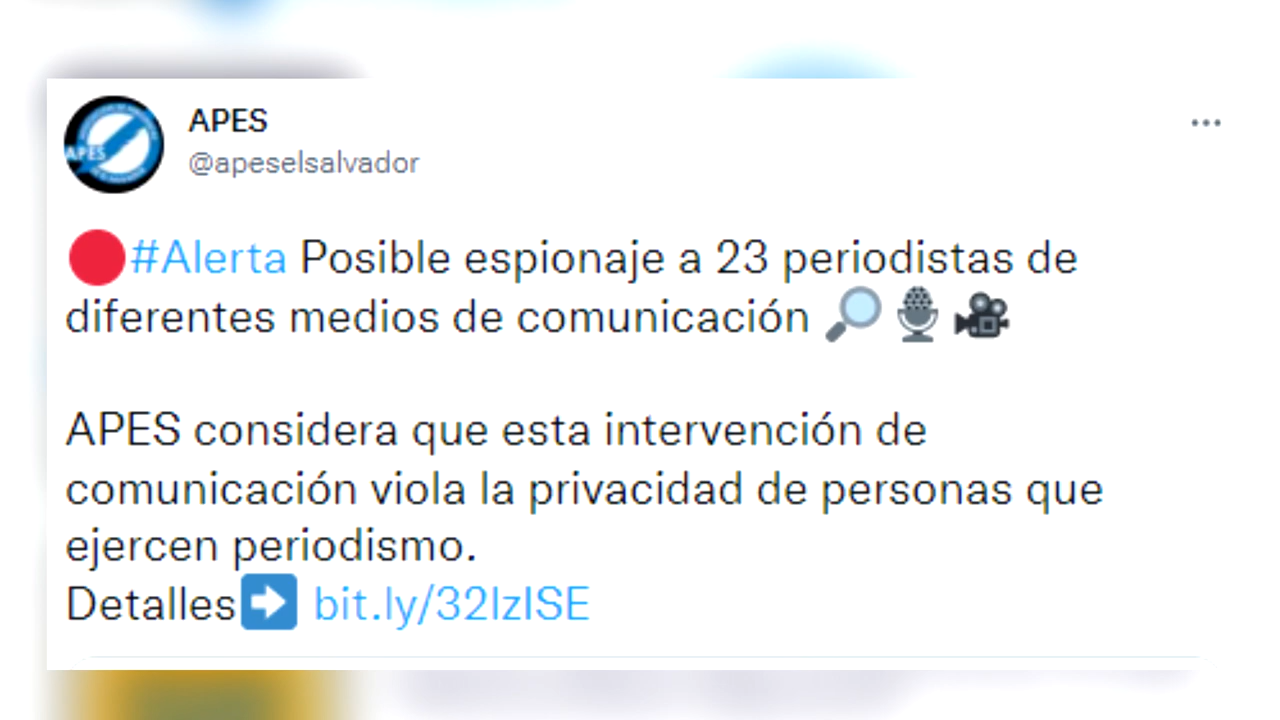 APES
@apeselsalvador
APES
🔴#Alerta Posible espionaje a 23 periodistas de
diferentes medios de comunicación 🔎🎙️🎥
APES considera que esta intervención de
comunicación viola la privacidad de personas que
ejercen periodismo.
Detalles➡️ bit.ly/32IzISE